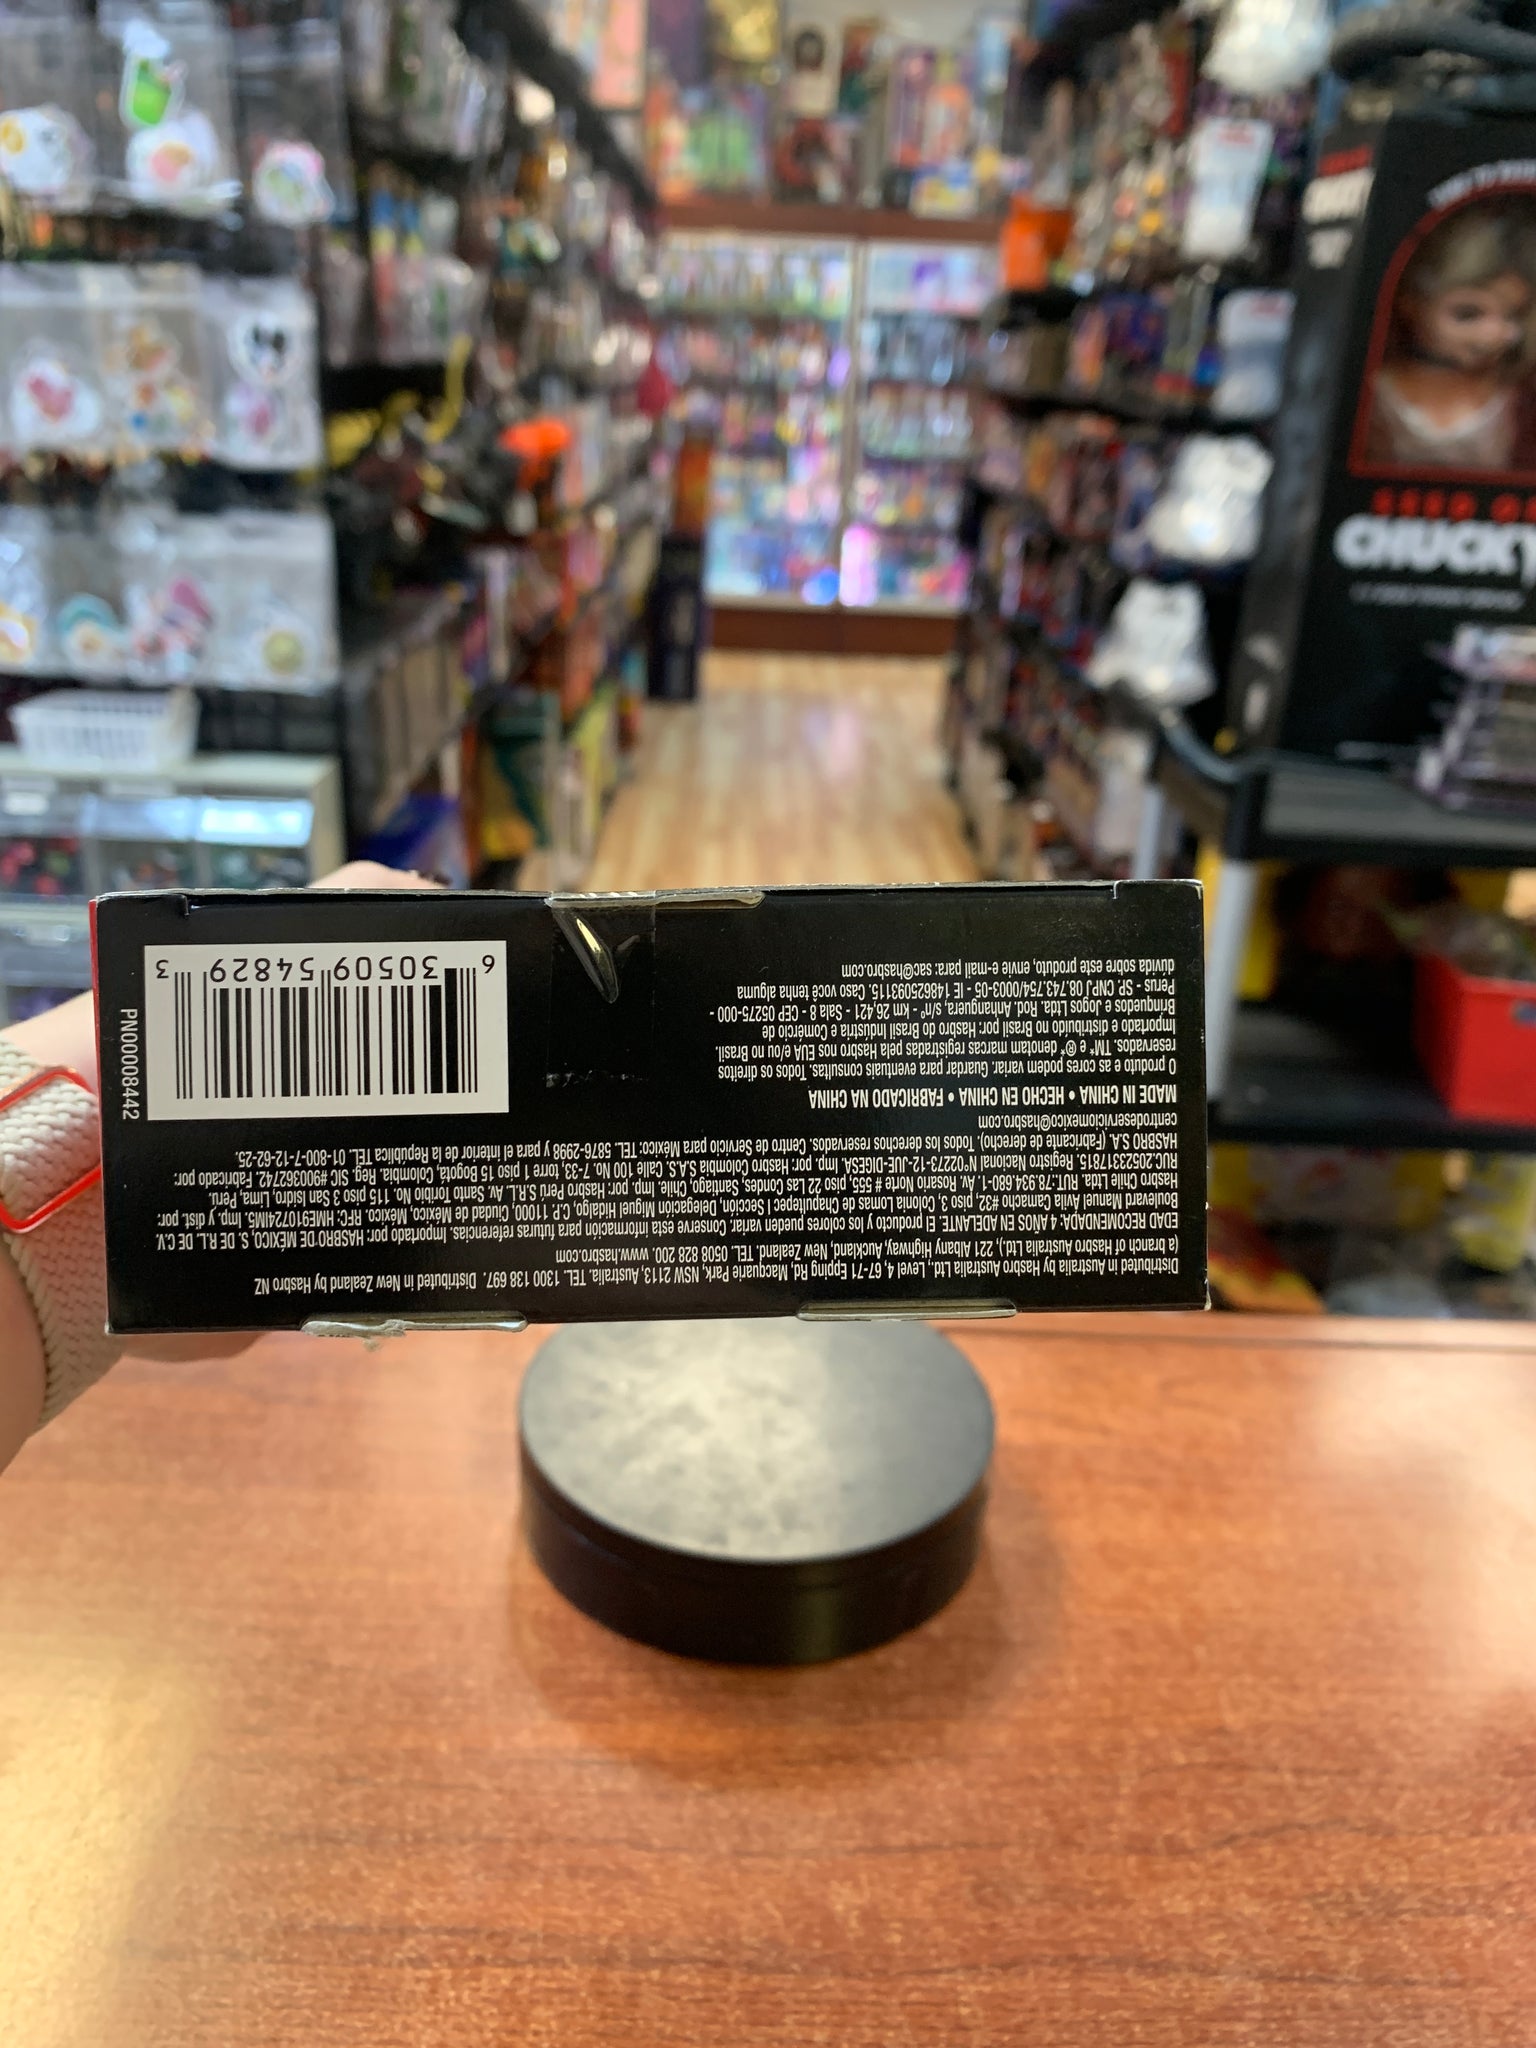 Distributed in Australia by Hasbro Australia Ltd., Level 4, 67-71 Epping Rd, Macquarie Park, NSW 2113, Australia. TEL. 1300 138 697. Distributed in New Zealand by Hasbro NZ
(a branch of Hasbro Australia Ltd.), 221 Albany Highway, Auckland, New Zealand. TEL. 0508 828 200. www.hasbro.com
EDAD RECOMENDADA: 4 AÑOS EN ADELANTE. El producto y los colores pueden variar. Conserve esta información para futuras referencias. Importado por: HASBRO DE MÉXICO, S. DE R.L. DE C.V.
Boulevard Manuel Ávila Camacho #32, piso 3, Colonia Lomas de Chapultepec I Sección, Delegación Miguel Hidalgo, C.P. 11000, Ciudad de México, México. RFC: HME910724IM5. Imp. y dist. por:
Hasbro Chile Ltda. RUT.:78.934.680-1. Av. Rosario Norte # 555, piso 22 Las Condes, Santiago, Chile. Imp. por: Hasbro Perú S.R.L. Av. Santo Toribio No. 115 piso 3 San Isidro, Lima, Perú.
RUC.20523317815. Registro Nacional N°02273-12-JUE-DIGESA. Imp. por: Hasbro Colombia S.A.S. Calle 100 No. 7-33, torre 1 piso 15 Bogotá, Colombia. Reg. SIC #900362742. Fabricado por:
HASBRO S.A. (Fabricante de derecho). Todos los derechos reservados. Centro de Servicio para México: TEL. 5876-2998 y para el interior de la República TEL. 01-800-7-12-62-25.
centrodeserviciomexico@hasbro.com
MADE IN CHINA • HECHO EN CHINA • FABRICADO NA CHINA
O produto e as cores podem variar. Guardar para eventuais consultas. Todos os direitos
reservados. TM* e ®* denotam marcas registradas pela Hasbro nos EUA e/ou no Brasil.
Importado e distribuído no Brasil por: Hasbro do Brasil Indústria e Comércio de
Brinquedos e Jogos Ltda. Rod. Anhanguera, s/nº - km 26.421 - Sala 8 - CEP 05275-000 -
Perus - SP. CNPJ 08.743.754/0003-05 - IE 148625093115. Caso você tenha alguma
dúvida sobre este produto, envie e-mail para: sac@hasbro.com
6 30509 54829 3
PN00008442
CHUCKY